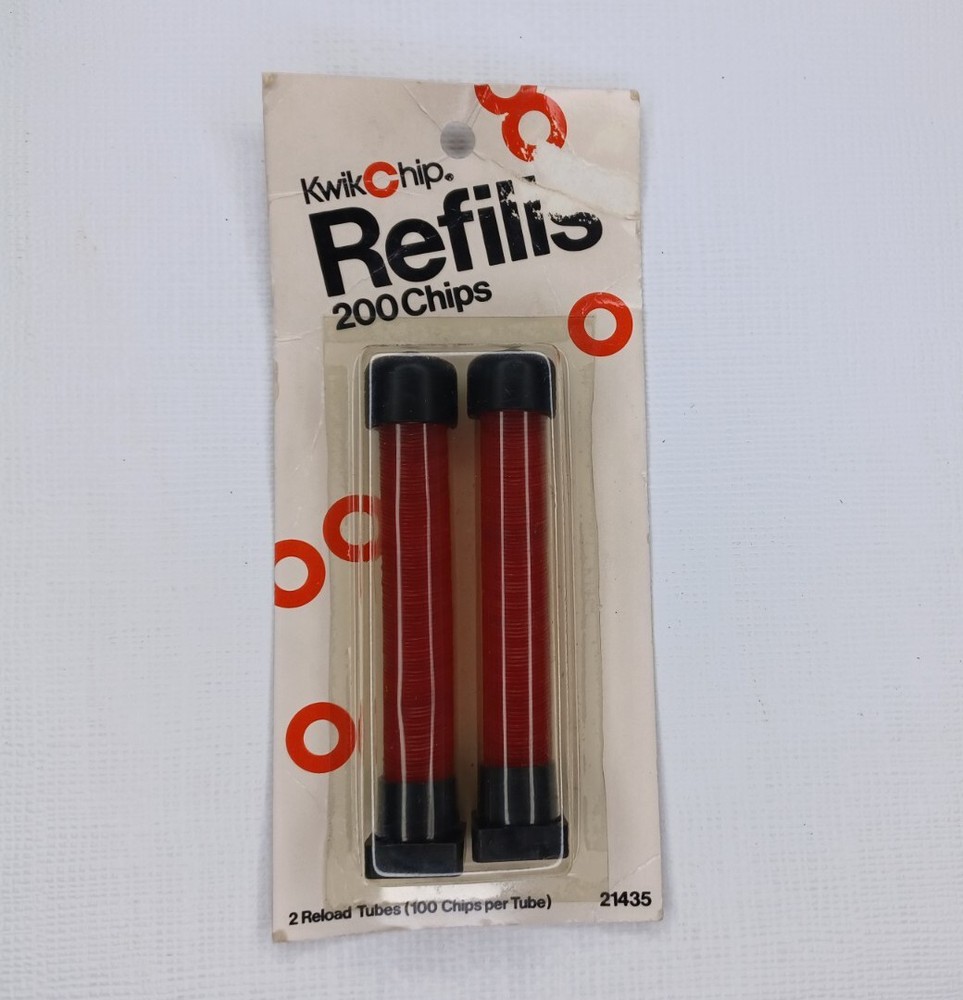 KwikChip®
Refills
200 Chips
2 Reload Tubes (100 Chips per Tube)
21435